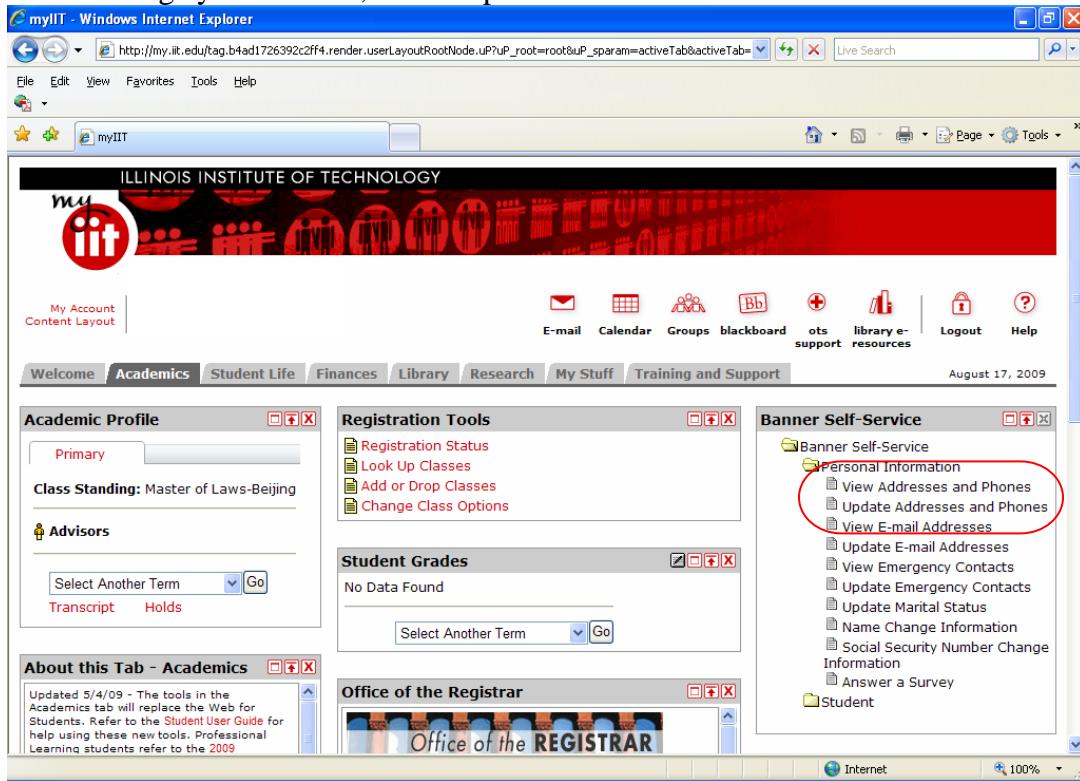 myIIT - Windows Internet Explorer
http://my.iit.edu/tag.b4ad1726392c2ff4.render.userLayoutRootNode.uP?uP_root=root&uP_sparam=activeTab&activeTab=
Live Search
File Edit View Favorites Tools Help
myIIT
Page Tools
ILLINOIS INSTITUTE OF TECHNOLOGY
my
iit
My Account
Content Layout
E-mail Calendar Groups blackboard ots support library e-resources Logout Help
Bb
Welcome Academics Student Life Finances Library Research My Stuff Training and Support August 17, 2009
Academic Profile
Primary
Class Standing: Master of Laws-Beijing
Advisors
Select Another Term Go
Transcript Holds
About this Tab - Academics
Updated 5/4/09 - The tools in the
Academics tab will replace the Web for
Students. Refer to the Student User Guide for
help using these new tools. Professional
Learning students refer to the 2009
Registration Tools
Registration Status
Look Up Classes
Add or Drop Classes
Change Class Options
Student Grades
No Data Found
Select Another Term Go
Office of the Registrar
Office of the REGISTRAR
Banner Self-Service
Banner Self-Service
Personal Information
View Addresses and Phones
Update Addresses and Phones
View E-mail Addresses
Update E-mail Addresses
View Emergency Contacts
Update Emergency Contacts
Update Marital Status
Name Change Information
Social Security Number Change
Information
Answer a Survey
Student
Internet 100%